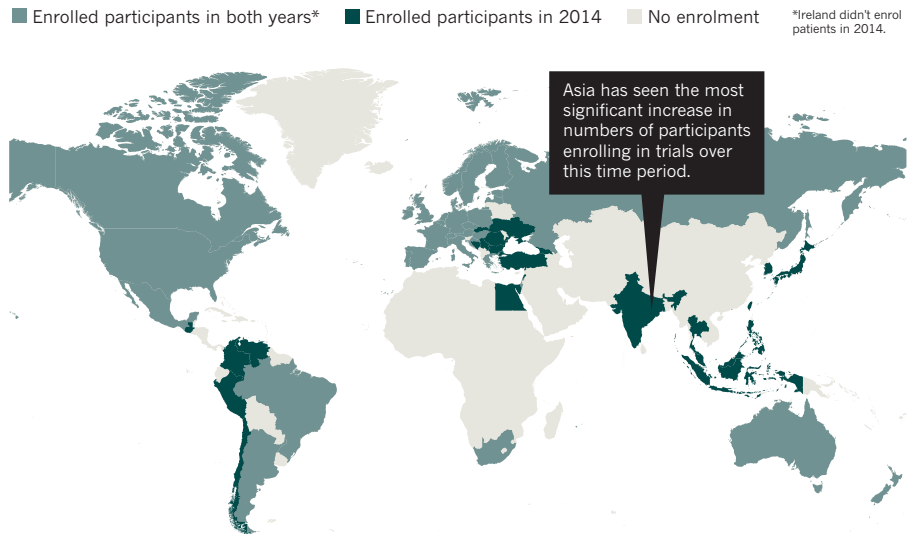 Enrolled participants in both years*
Enrolled participants in 2014
No enrolment
*Ireland didn't enrol
patients in 2014.
Asia has seen the most
significant increase in
numbers of participants
enrolling in trials over
this time period.